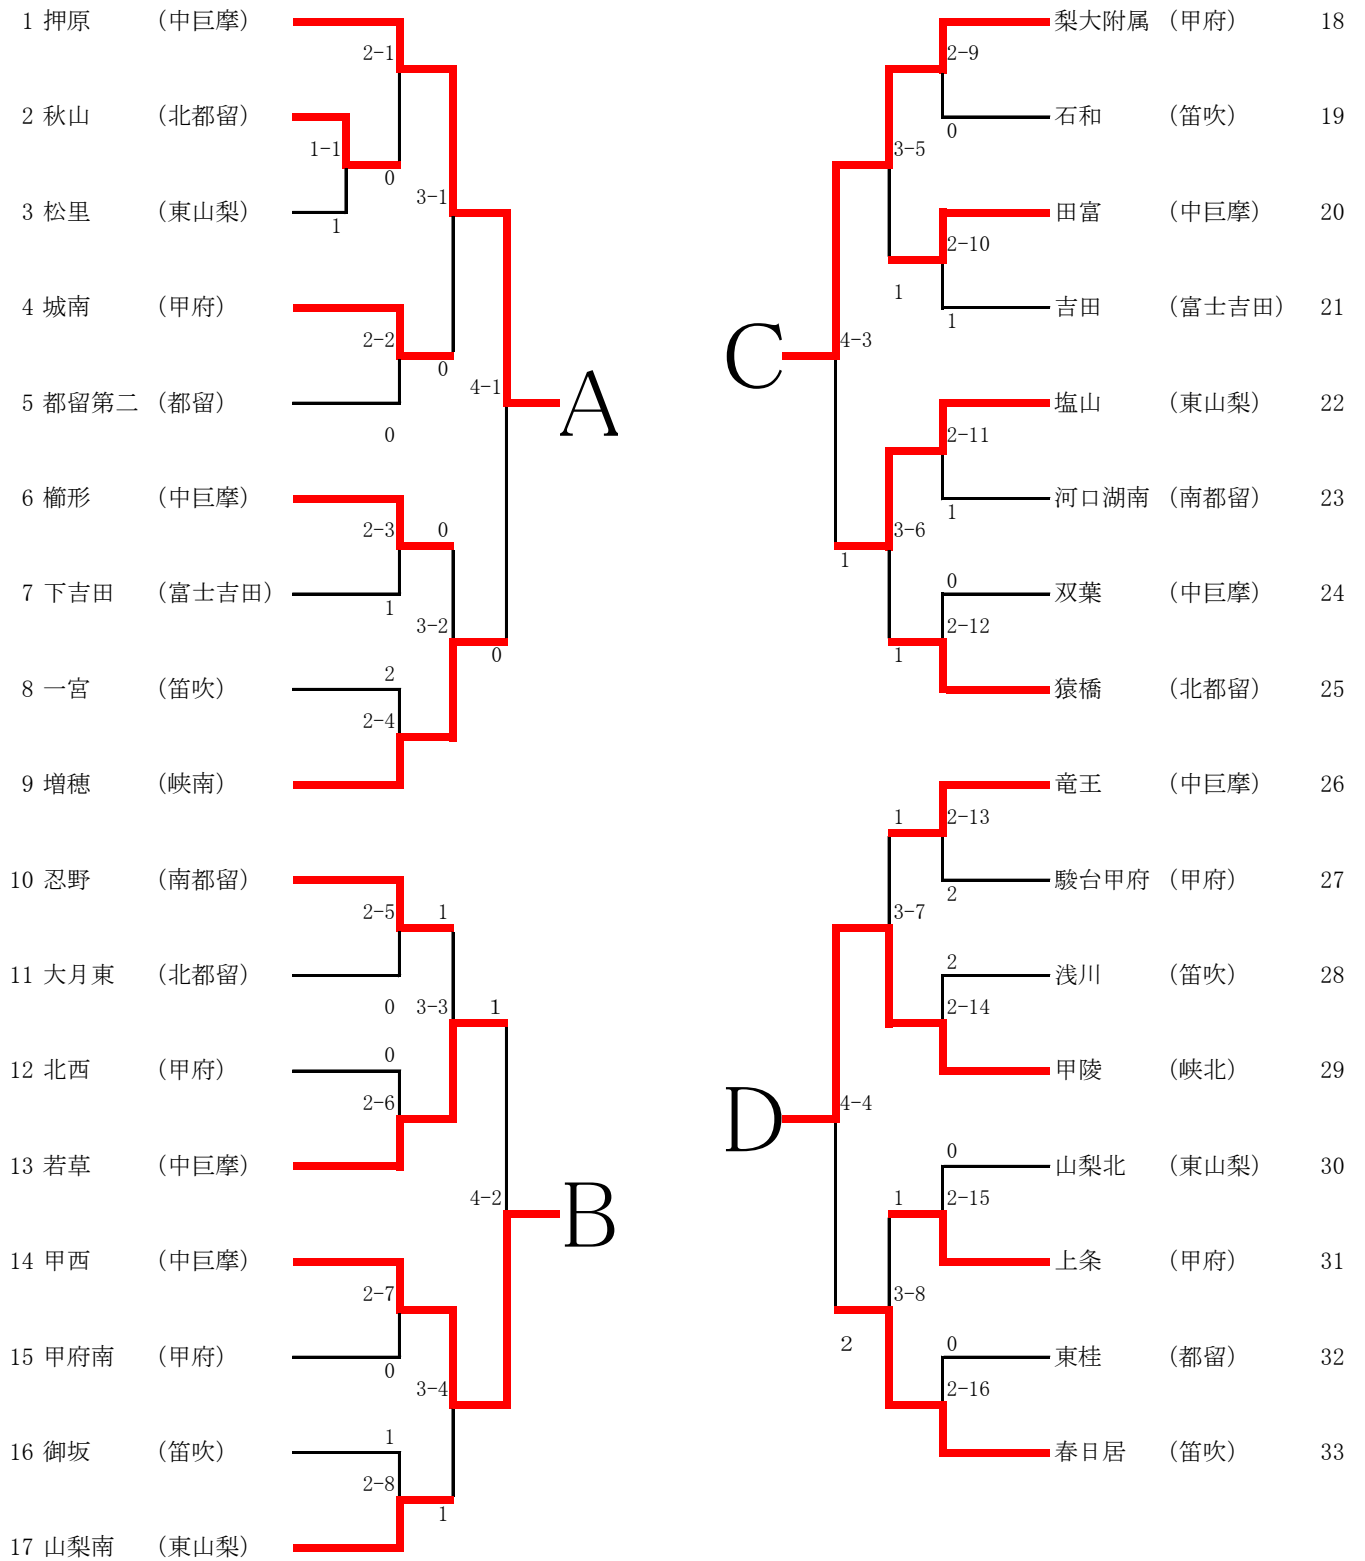 1 押原 （中巨摩）
2-1
2 秋山 （北都留）
1-1
0
3 松里 （東山梨）
1
3-1
4 城南 （甲府）
2-2
0
5 都留第二 （都留）
0
4-1
A
6 櫛形 （中巨摩）
2-3
0
7 下吉田 （富士吉田）
1
3-2
0
8 一宮 （笛吹）
2
2-4
9 増穂 （峡南）
10 忍野 （南都留）
2-5
1
11 大月東 （北都留）
0
3-3
1
12 北西 （甲府）
0
2-6
13 若草 （中巨摩）
4-2
B
14 甲西 （中巨摩）
2-7
15 甲府南 （甲府）
0
3-4
16 御坂 （笛吹）
1
2-8
1
17 山梨南 （東山梨）
梨大附属 （甲府） 18
2-9
石和 （笛吹） 19
0
3-5
田富 （中巨摩） 20
2-10
1
吉田 （富士吉田） 21
1
C
4-3
塩山 （東山梨） 22
2-11
河口湖南 （南都留） 23
1
3-6
1
0
双葉 （中巨摩） 24
2-12
1
猿橋 （北都留） 25
竜王 （中巨摩） 26
1
2-13
駿台甲府 （甲府） 27
2
3-7
2
浅川 （笛吹） 28
2-14
甲陵 （峡北） 29
D
4-4
0
山梨北 （東山梨） 30
1
2-15
上条 （甲府） 31
3-8
2
0
東桂 （都留） 32
2-16
春日居 （笛吹） 33